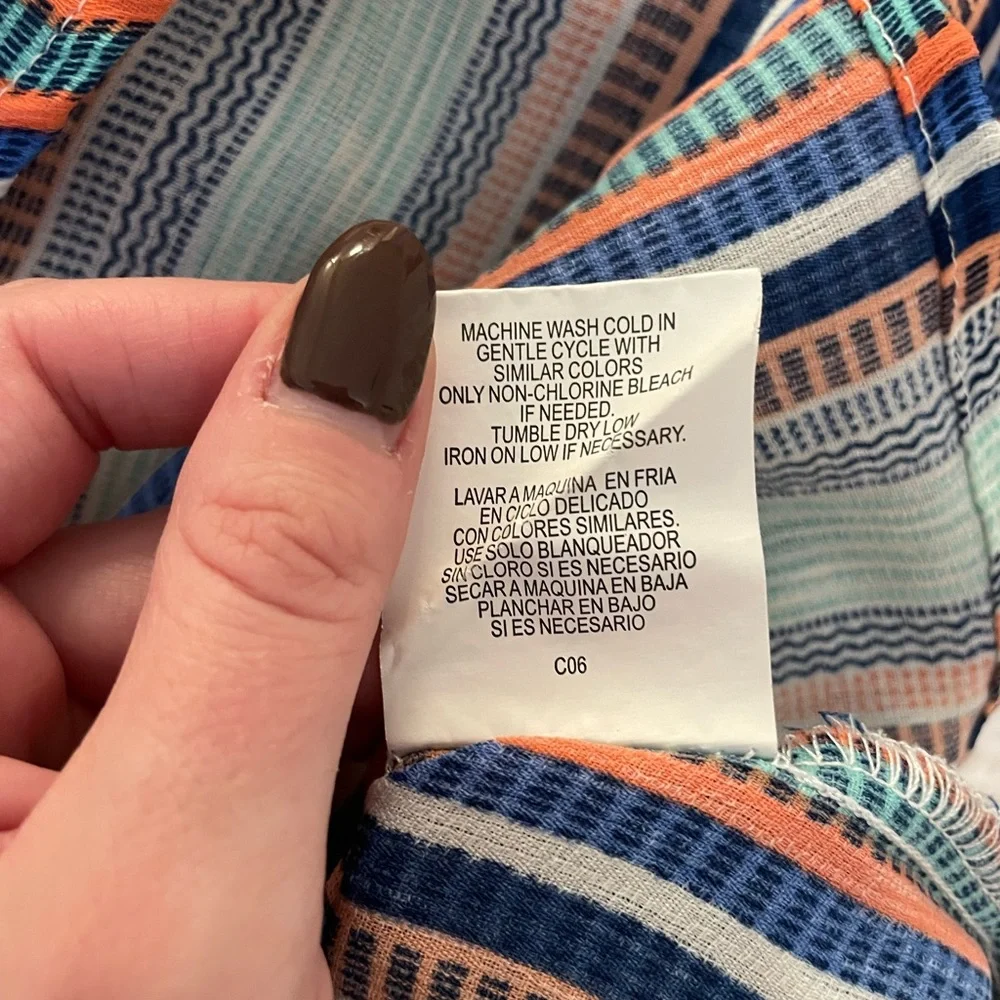 MACHINE WASH COLD IN
GENTLE CYCLE WITH
SIMILAR COLORS
ONLY NON-CHLORINE BLEACH
IF NEEDED.
TUMBLE DRY LOW
IRON ON LOW IF NECESSARY.
LAVAR A MAQUINA EN FRIA
EN CICLO DELICADO
CON COLORES SIMILARES.
USE SOLO BLANQUEADOR
SIN CLORO SI ES NECESARIO
SECAR A MAQUINA EN BAJA
PLANCHAR EN BAJO
SI ES NECESARIO
C06